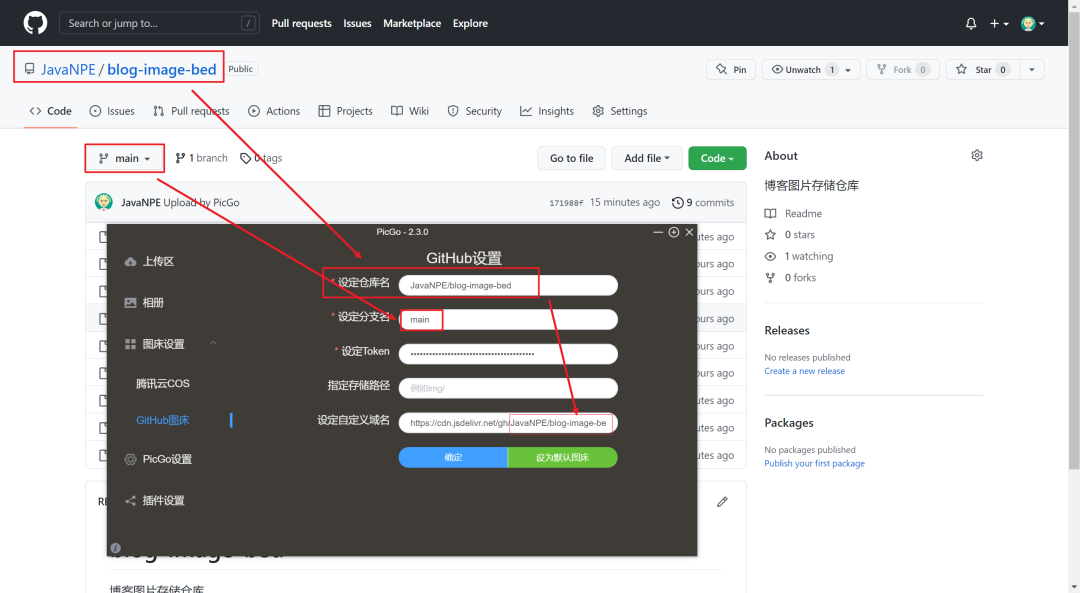 Search or jump to... /
Pull requests Issues Marketplace Explore
JavaNPE / blog-image-bed Public
Pin Unwatch 1 Fork 0 Star 0
Code Issues Pull requests Actions Projects Wiki Security Insights Settings
main 1 branch 0 tags Go to file Add file Code
About
博客图片存储仓库
JavaNPE Upload by PicGo 171988f 15 minutes ago 9 commits
Readme
0 stars
1 watching
0 forks
Releases
No releases published
Create a new release
Packages
No packages published
Publish your first package
PicGo - 2.3.0
上传区
相册
图床设置
腾讯云COS
GitHub图床
PicGo设置
插件设置
GitHub设置
* 设定仓库名 JavaNPE/blog-image-bed
* 设定分支名 main
* 设定Token ••••••••••••••••••••••••••••••••••••••••
指定存储路径 例如img/
设定自定义域名 https://cdn.jsdelivr.net/gh/JavaNPE/blog-image-be
确定 设为默认图床
ago
ours ago
ours ago
ours ago
ours ago
ours ago
ours ago
ours ago
ours ago
blog-image-bed
博客图片存储仓库